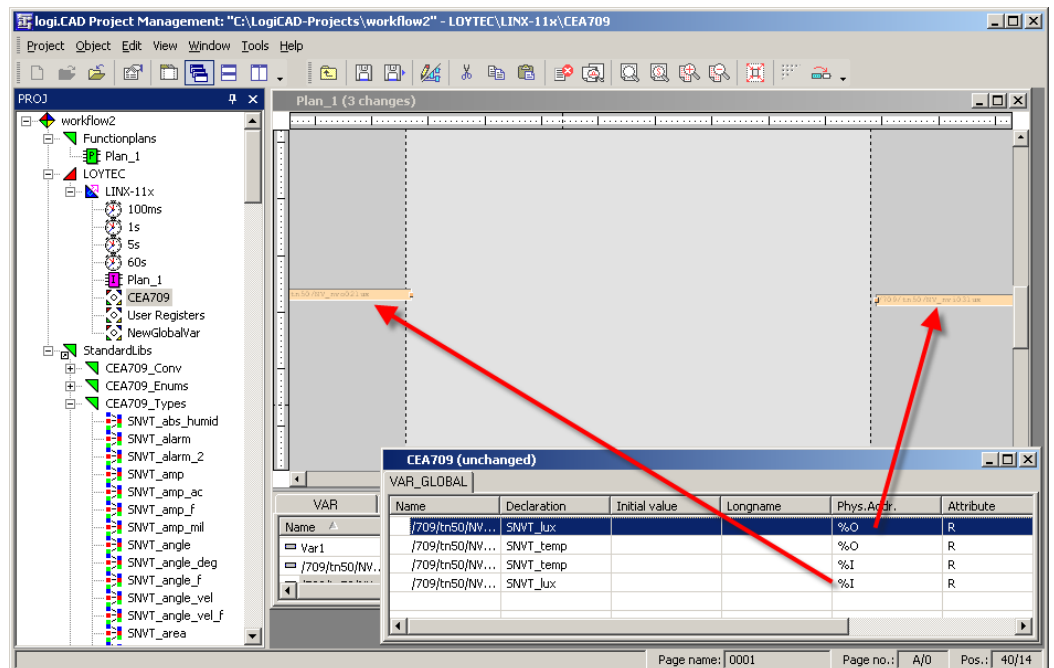 logi.CAD Project Management: "C:\LogiCAD-Projects\workflow2" - LOYTEC\LINX-11x\CEA709
Project Object Edit View Window Tools Help
PROJ
workflow2
Functionplans
Plan_1
LOYTEC
LINX-11x
100ms
1s
5s
60s
Plan_1
CEA709
User Registers
NewGlobalVar
StandardLibs
CEA709_Conv
CEA709_Enums
CEA709_Types
SNVT_abs_humid
SNVT_alarm
SNVT_alarm_2
SNVT_amp
SNVT_amp_ac
SNVT_amp_f
SNVT_amp_mil
SNVT_angle
SNVT_angle_deg
SNVT_angle_f
SNVT_angle_vel
SNVT_angle_vel_f
SNVT_area
Plan_1 (3 changes)
VAR
Name
Var1
/709/tn50/NV...
CEA709 (unchanged)
VAR_GLOBAL
Name Declaration Initial value Longname Phys.Addr. Attribute
/709/tn50/NV... SNVT_lux %O R
/709/tn50/NV... SNVT_temp %O R
/709/tn50/NV... SNVT_temp %I R
/709/tn50/NV... SNVT_lux %I R
Page name: 0001 Page no.: A/0 Pos.: 40/14